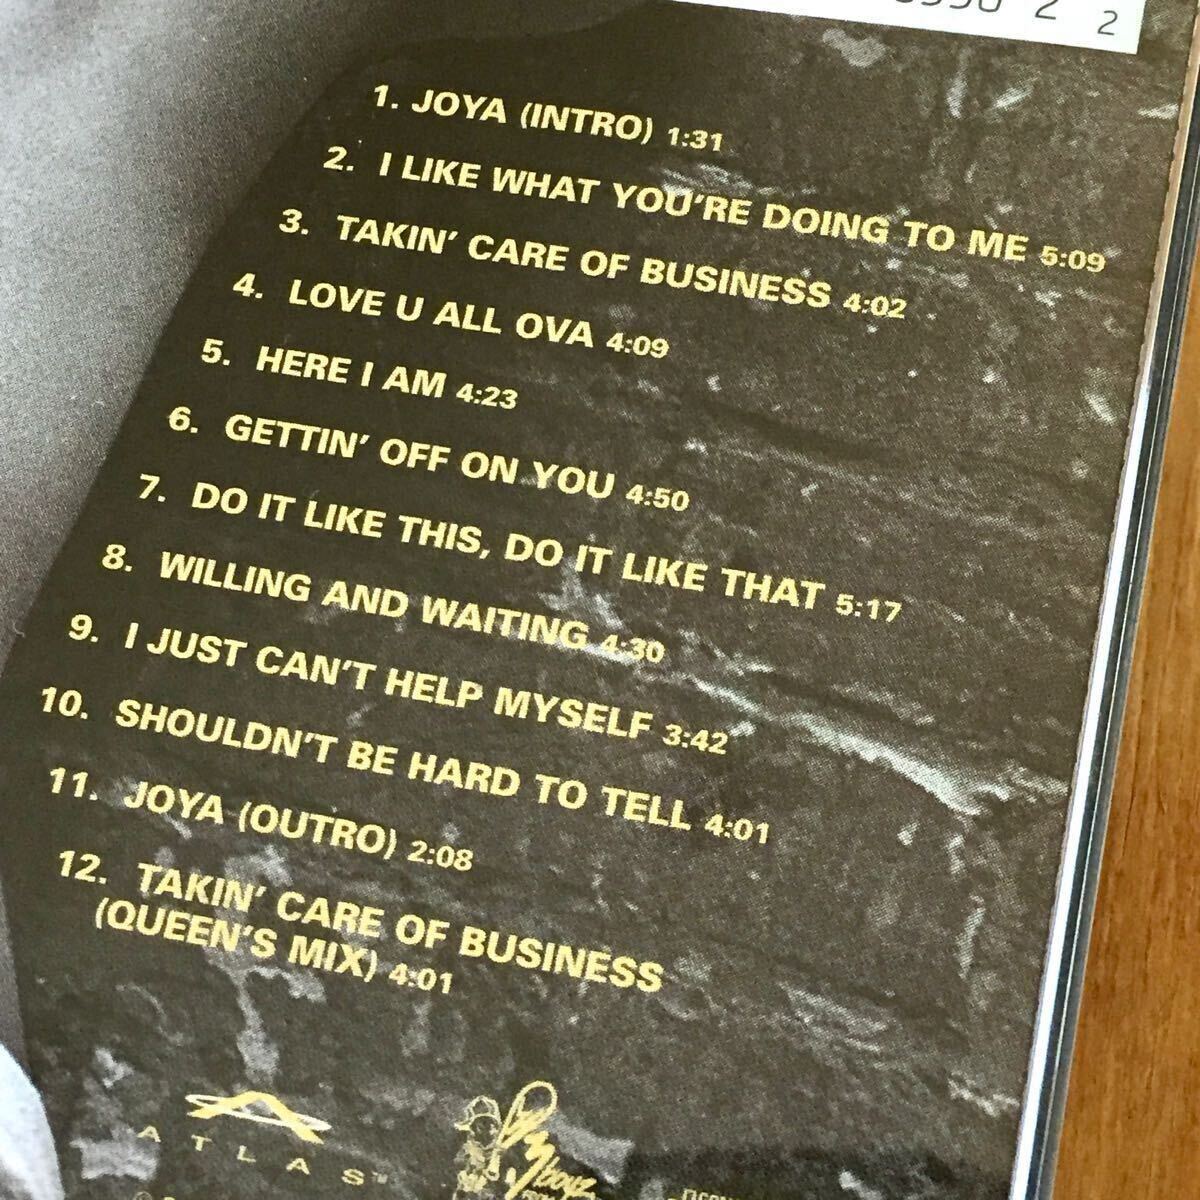 2 2
1. JOYA (INTRO) 1:31
2. I LIKE WHAT YOU'RE DOING TO ME 5:09
3. TAKIN' CARE OF BUSINESS 4:02
4. LOVE U ALL OVA 4:09
5. HERE I AM 4:23
6. GETTIN' OFF ON YOU 4:50
7. DO IT LIKE THIS, DO IT LIKE THAT 5:17
8. WILLING AND WAITING 4:30
9. I JUST CAN'T HELP MYSELF 3:42
10. SHOULDN'T BE HARD TO TELL 4:01
11. JOYA (OUTRO) 2:08
12. TAKIN' CARE OF BUSINESS
(QUEEN'S MIX) 4:01
ATLAS™